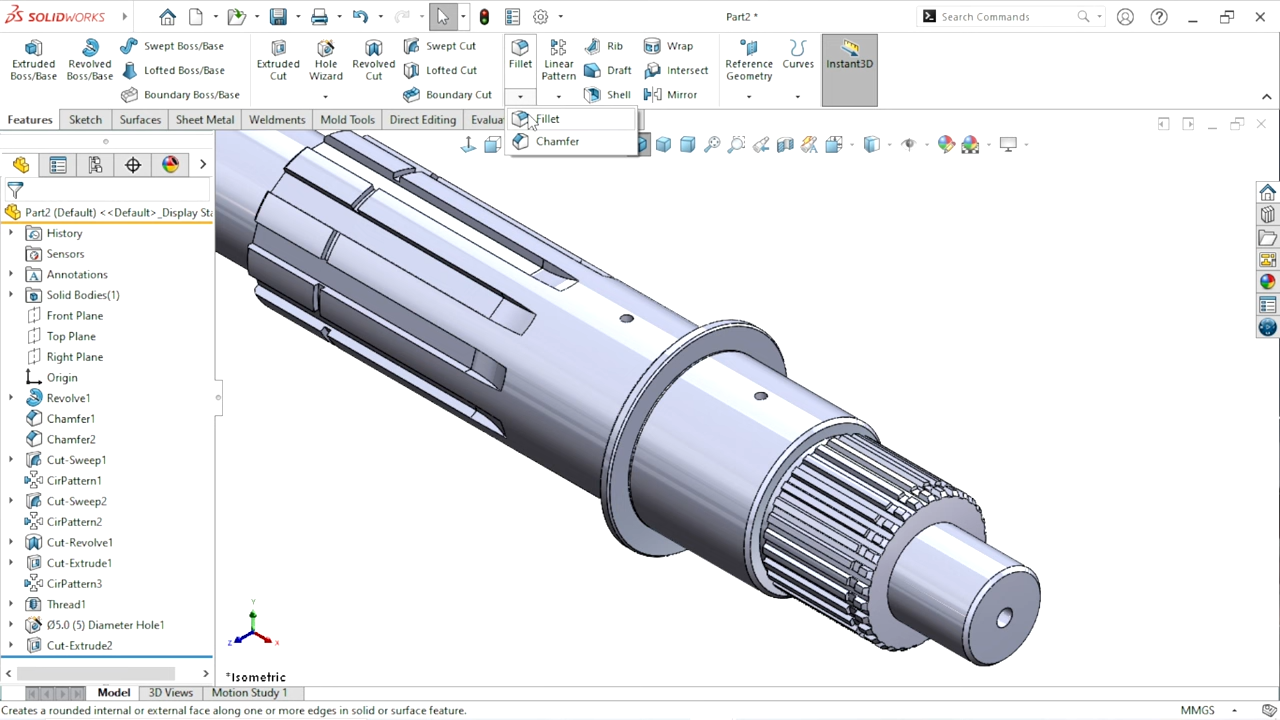 SOLIDWORKS
Part2 *
Search Commands
Extruded Boss/Base
Revolved Boss/Base
Swept Boss/Base
Lofted Boss/Base
Boundary Boss/Base
Extruded Cut
Hole Wizard
Revolved Cut
Swept Cut
Lofted Cut
Boundary Cut
Fillet
Linear Pattern
Rib
Draft
Shell
Wrap
Intersect
Mirror
Reference Geometry
Curves
Instant3D
Fillet
Chamfer
Features
Sketch
Surfaces
Sheet Metal
Weldments
Mold Tools
Direct Editing
Evalua
Part2 (Default) <<Default>_Display Sta
History
Sensors
Annotations
Solid Bodies(1)
Front Plane
Top Plane
Right Plane
Origin
Revolve1
Chamfer1
Chamfer2
Cut-Sweep1
CirPattern1
Cut-Sweep2
CirPattern2
Cut-Revolve1
Cut-Extrude1
CirPattern3
Thread1
Ø5.0 (5) Diameter Hole1
Cut-Extrude2
Y
Z
X
*Isometric
Model
3D Views
Motion Study 1
Creates a rounded internal or external face along one or more edges in solid or surface feature.
MMGS